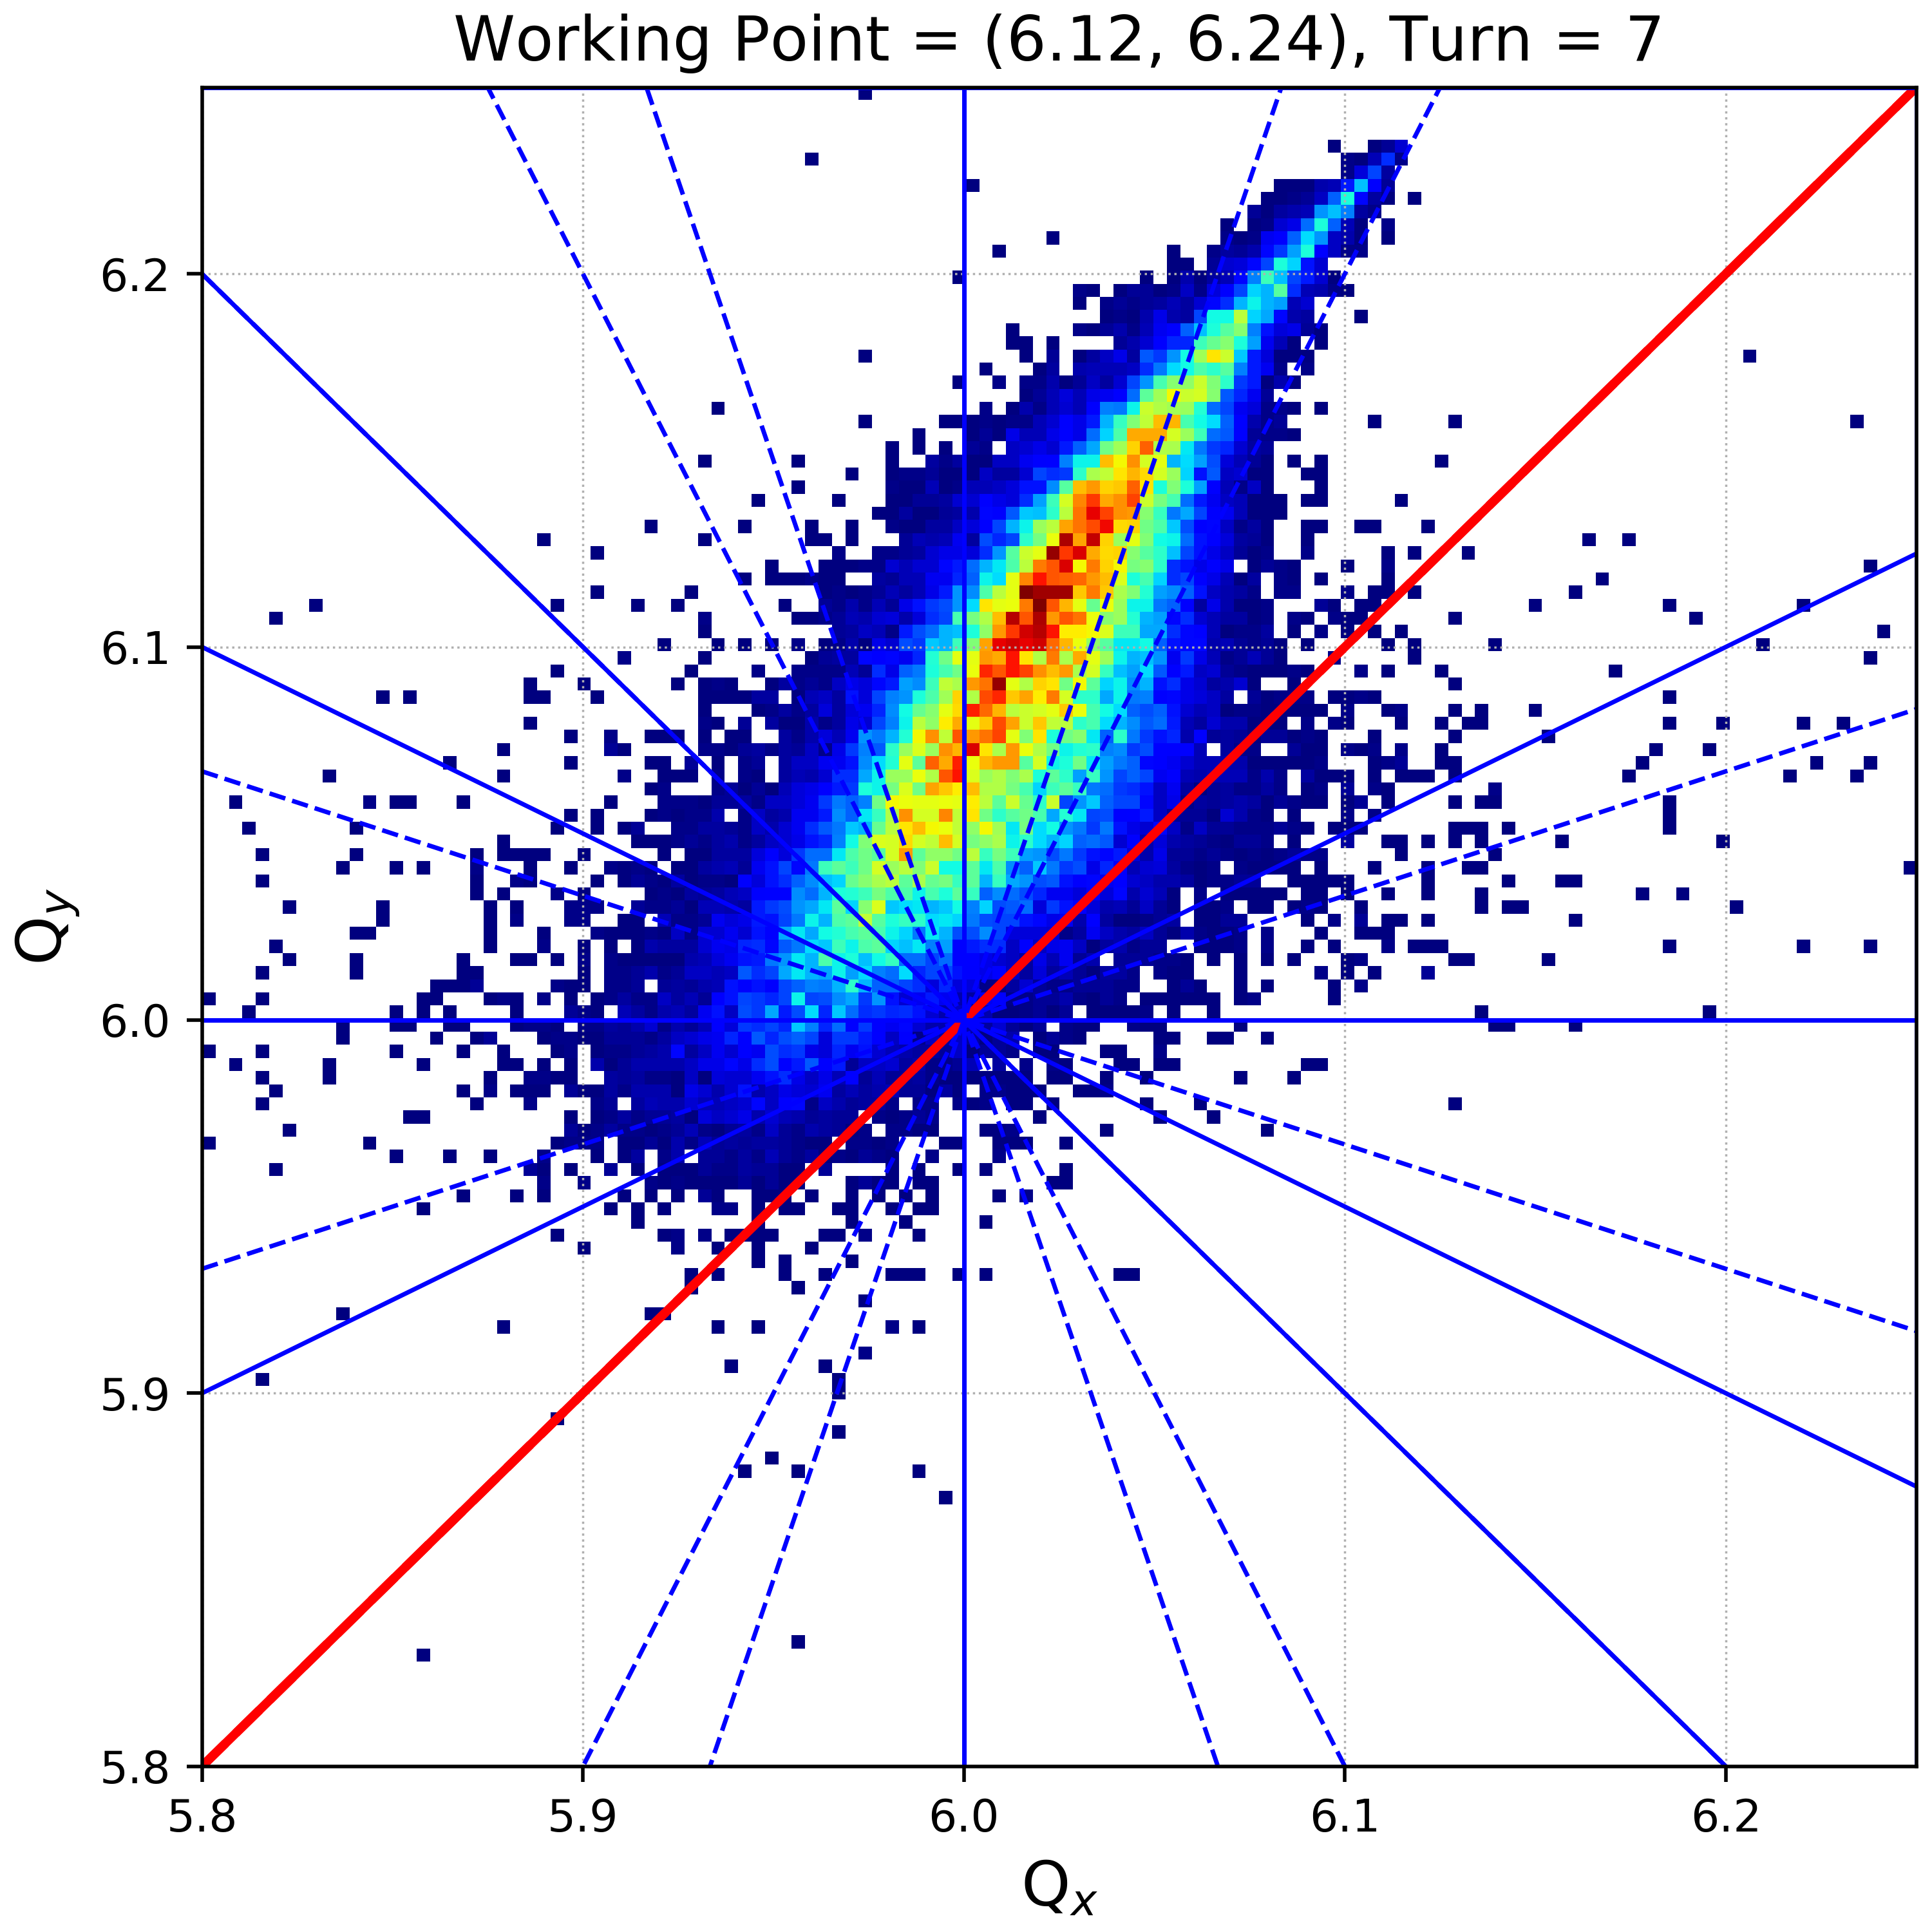 Working Point = (6.12, 6.24), Turn = 7
6.2
6.1
6.0
5.9
5.8
Qy
5.8 5.9 6.0 6.1 6.2
Qx